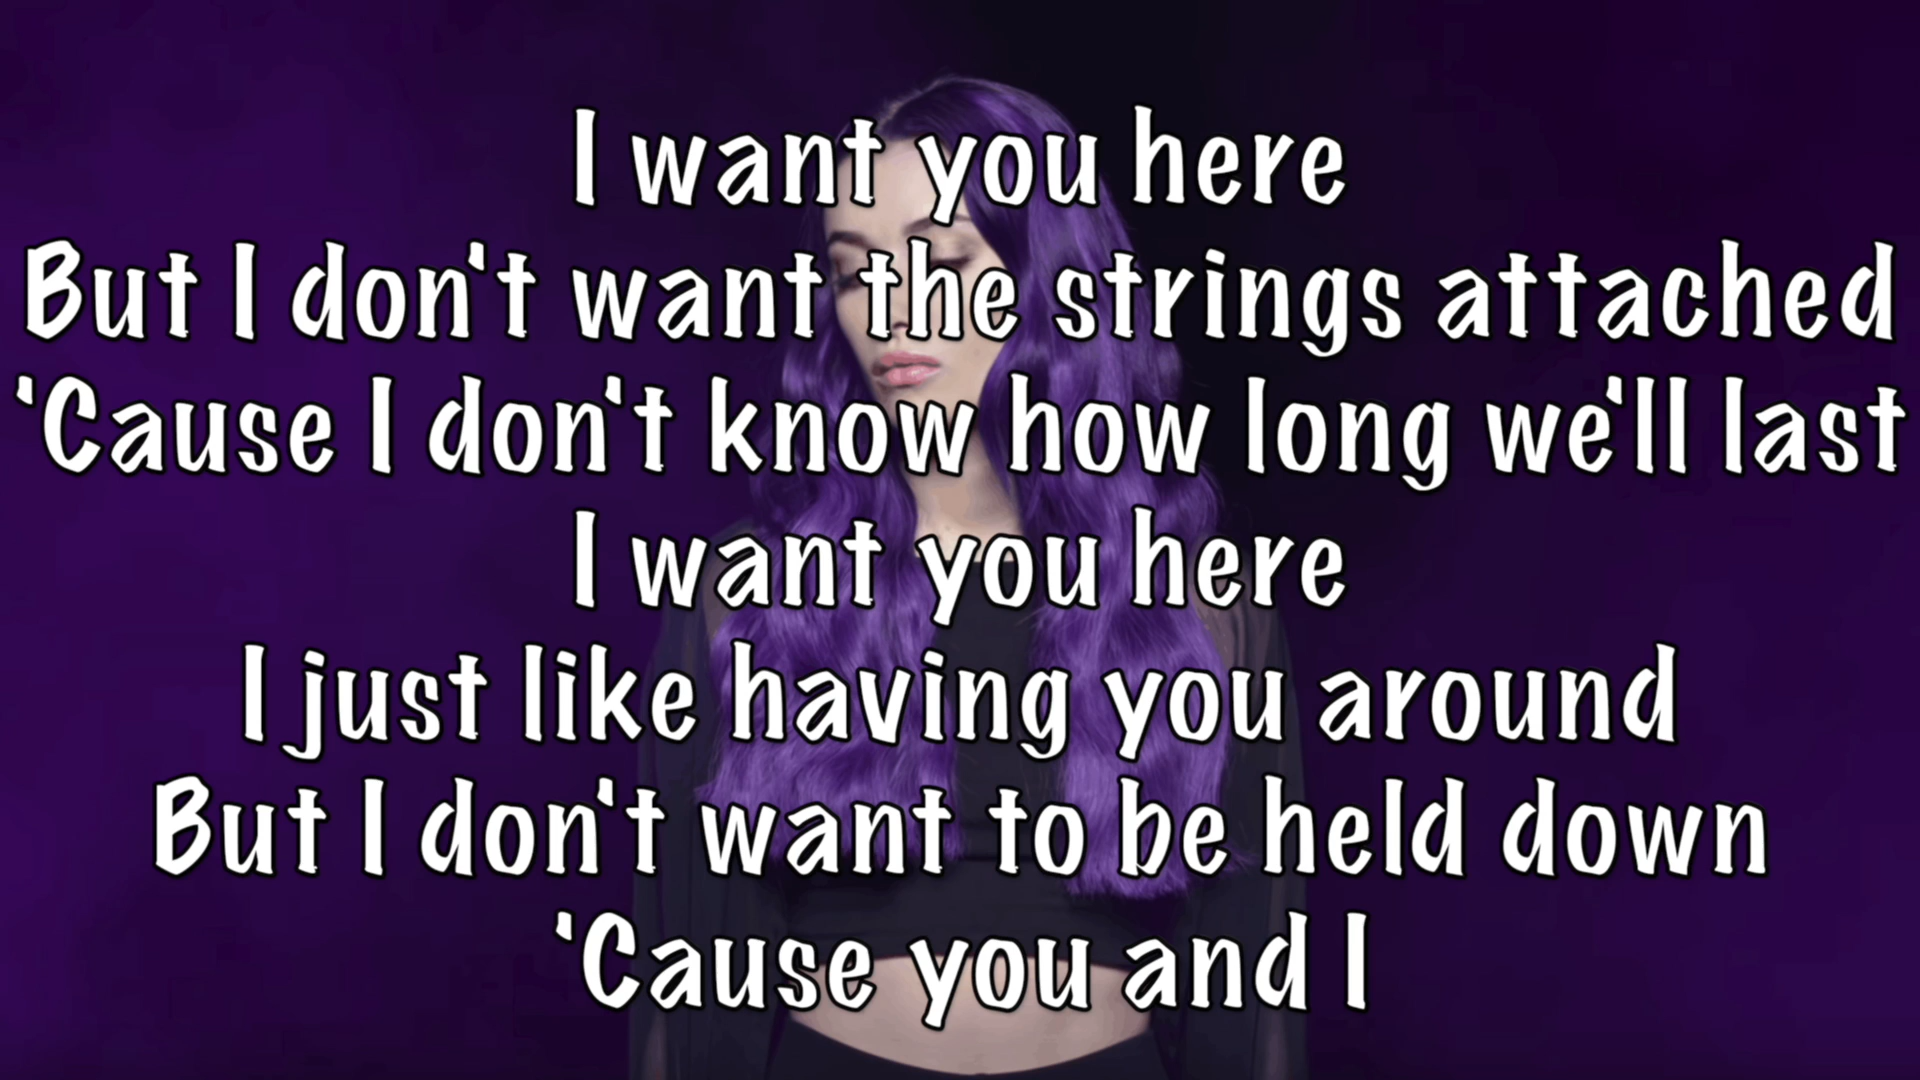 I want you here
But I don't want the strings attached
'Cause I don't know how long we'll last
I want you here
I just like having you around
But I don't want to be held down
'Cause you and I